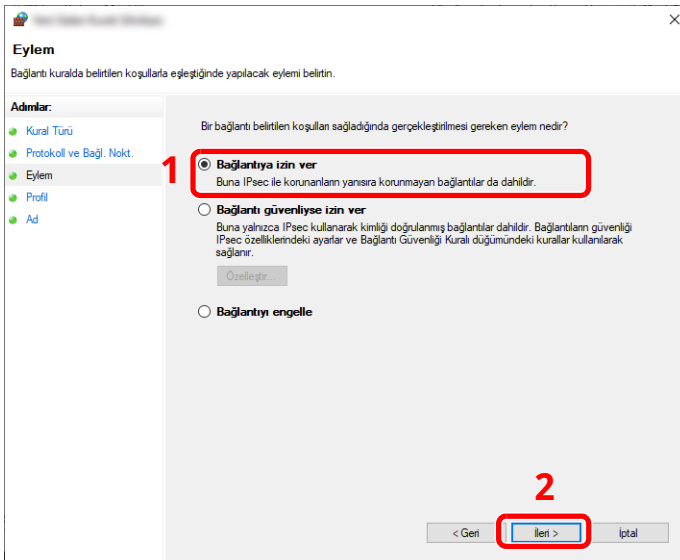 Eylem
Bağlantı kuralda belirtilen koşullarla eşleştiğinde yapılacak eylemi belirtin.
Adımlar:
Kural Türü
Protokoll ve Bağl. Nokt.
Eylem
Profil
Ad
Bir bağlantı belirtilen koşulları sağladığında gerçekleştirilmesi gereken eylem nedir?
1
Bağlantıya izin ver
Buna IPsec ile korunanların yanısıra korunmayan bağlantılar da dahildir.
Bağlantı güvenliyse izin ver
Buna yalnızca IPsec kullanarak kimliği doğrulanmış bağlantılar dahildir. Bağlantıların güvenliği
IPsec özelliklerindeki ayarlar ve Bağlantı Güvenliği Kuralı düğümündeki kurallar kullanılarak
sağlanır.
Özelleştir...
Bağlantıyı engelle
2
< Geri
İleri >
İptal